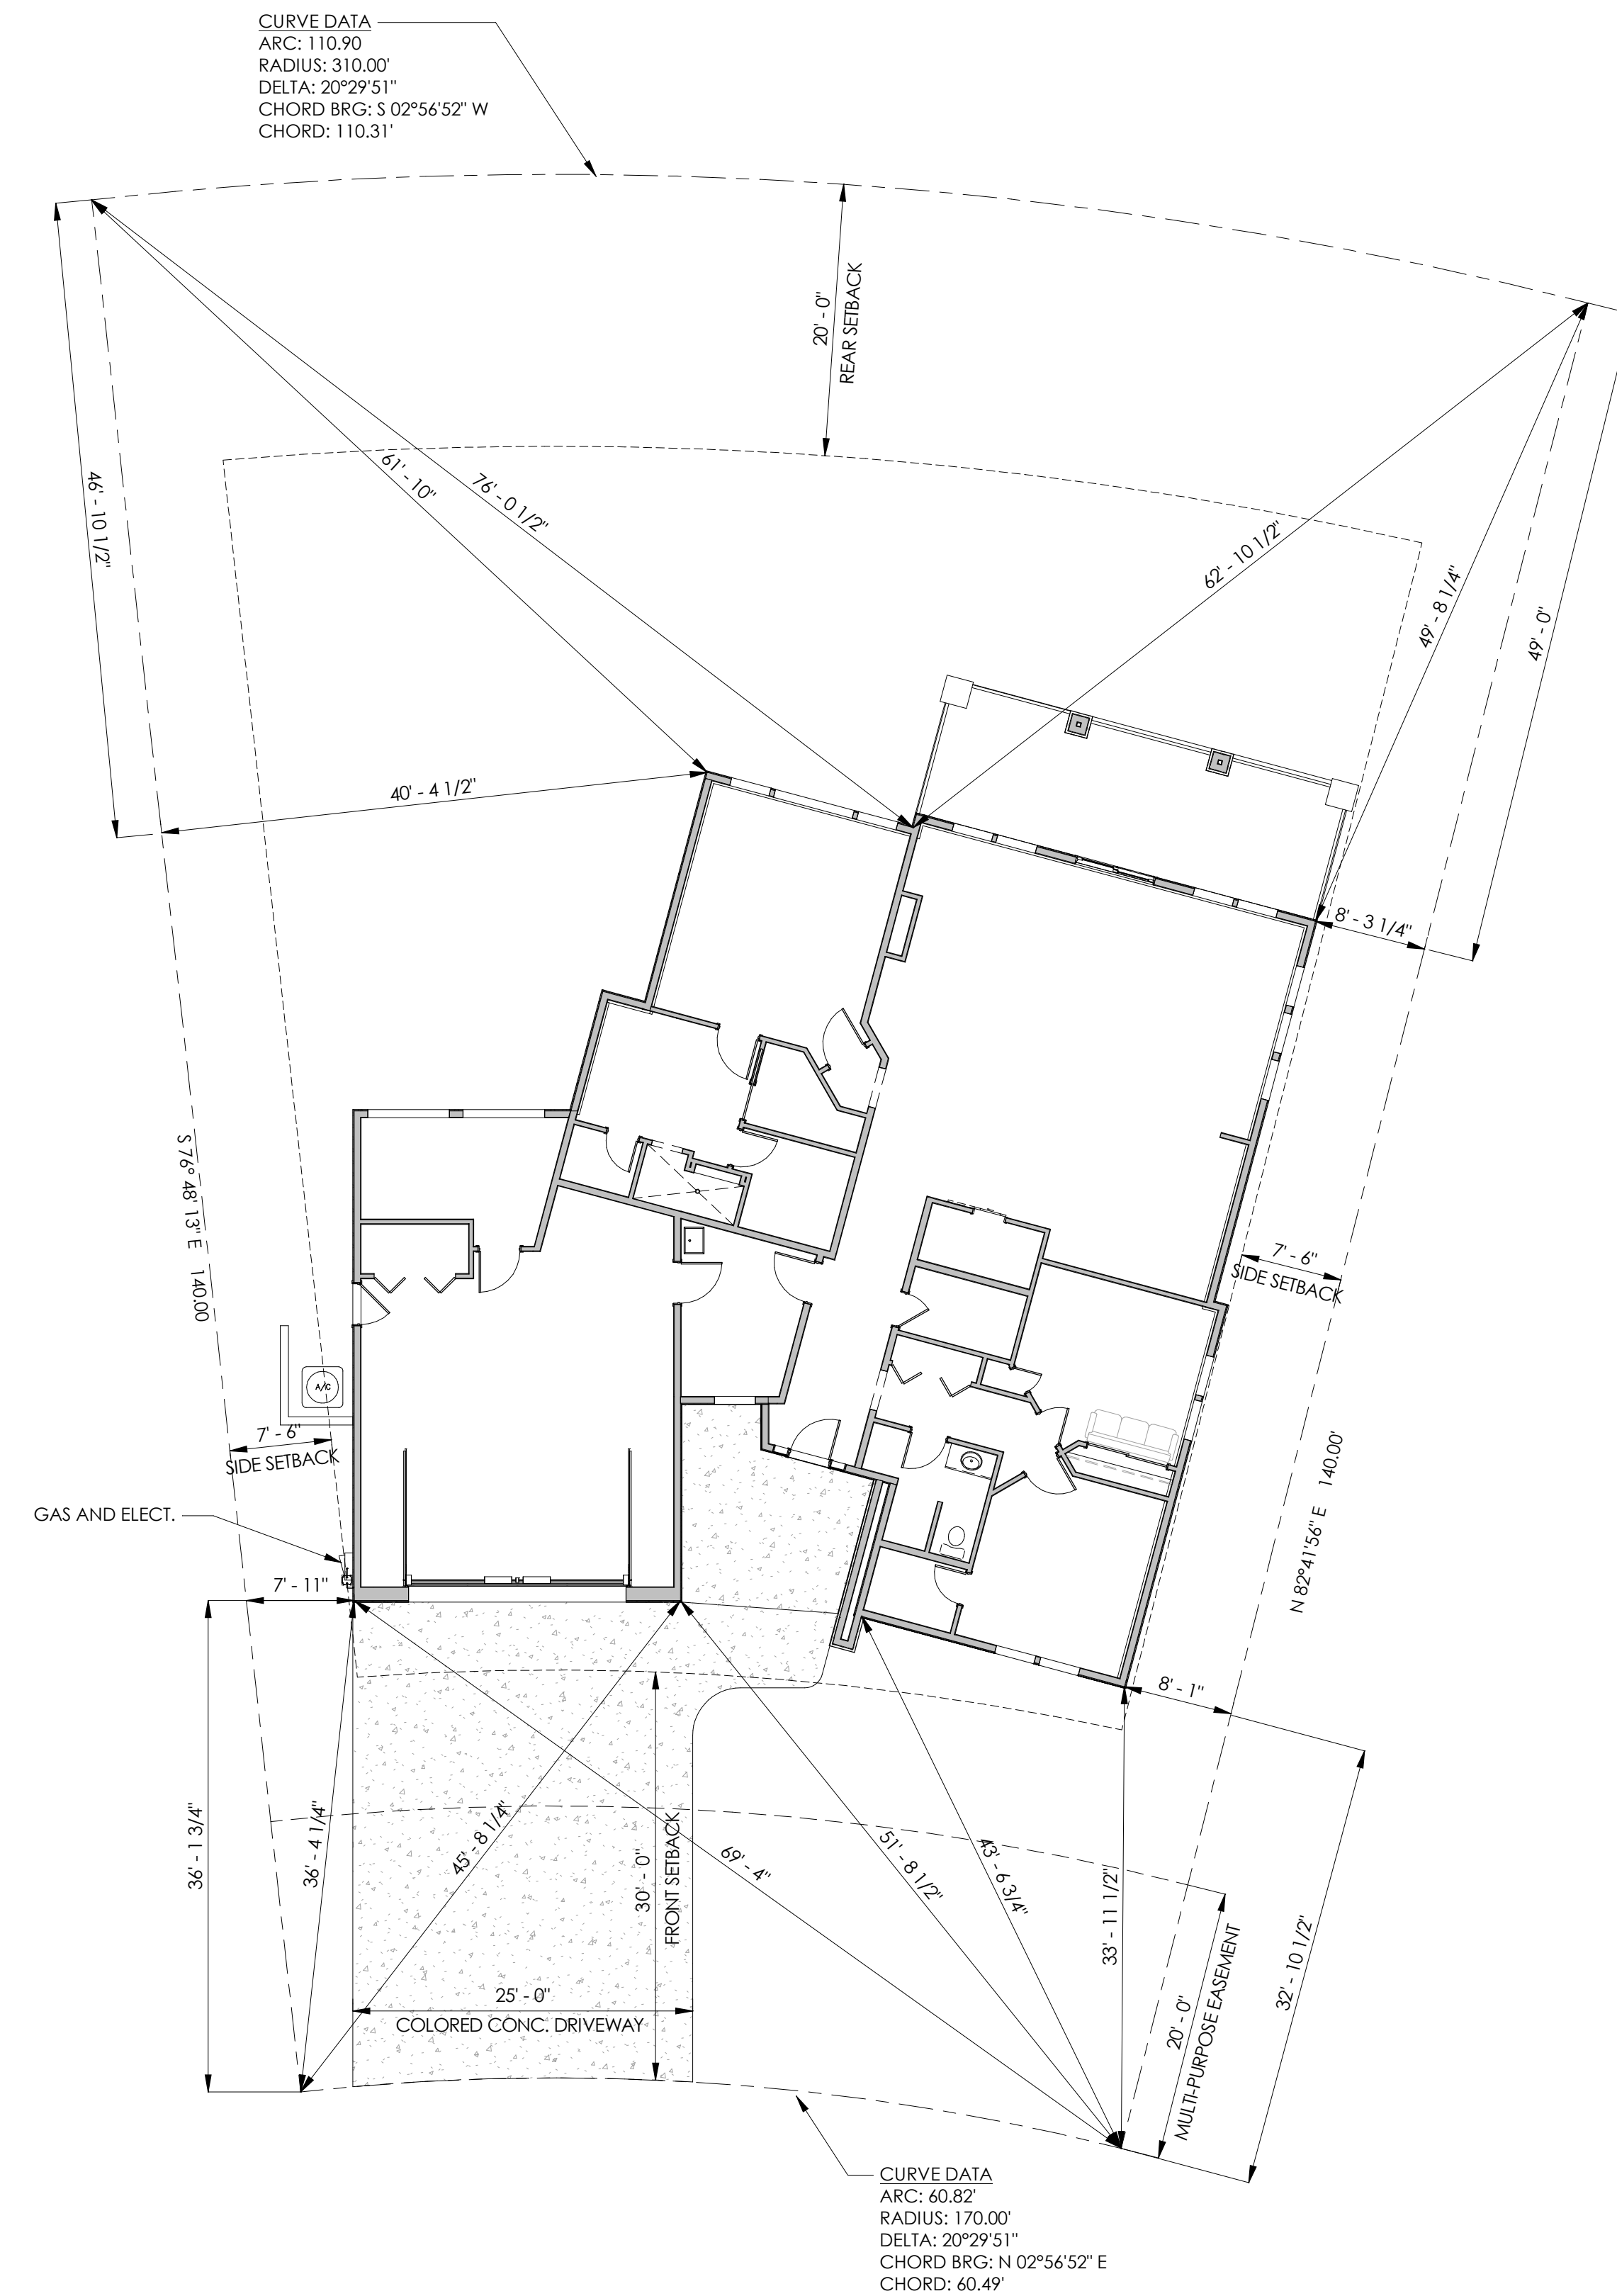 CURVE DATA
ARC: 110.90
RADIUS: 310.00'
DELTA: 20°29'51"
CHORD BRG: S 02°56'52" W
CHORD: 110.31'
20' - 0"
REAR SETBACK
46' - 10 1/2"
61' - 10"
76' - 0 1/2"
62' - 10 1/2"
49' - 8 1/4"
49' - 0"
40' - 4 1/2"
8' - 3 1/4"
S 76° 48' 13" E 140.00
7' - 6"
SIDE SETBACK
A/C
7' - 6"
SIDE SETBACK
N 82°41'56" E 140.00'
GAS AND ELECT.
7' - 11"
8' - 1"
36' - 1 3/4"
36' - 4 1/4"
45' - 8 1/4"
30' - 0"
FRONT SETBACK
69' - 4"
51' - 8 1/2"
43' - 6 3/4"
33' - 11 1/2"
20' - 0"
MULTI-PURPOSE EASEMENT
32' - 10 1/2"
25' - 0"
COLORED CONC. DRIVEWAY
CURVE DATA
ARC: 60.82'
RADIUS: 170.00'
DELTA: 20°29'51"
CHORD BRG: N 02°56'52" E
CHORD: 60.49'